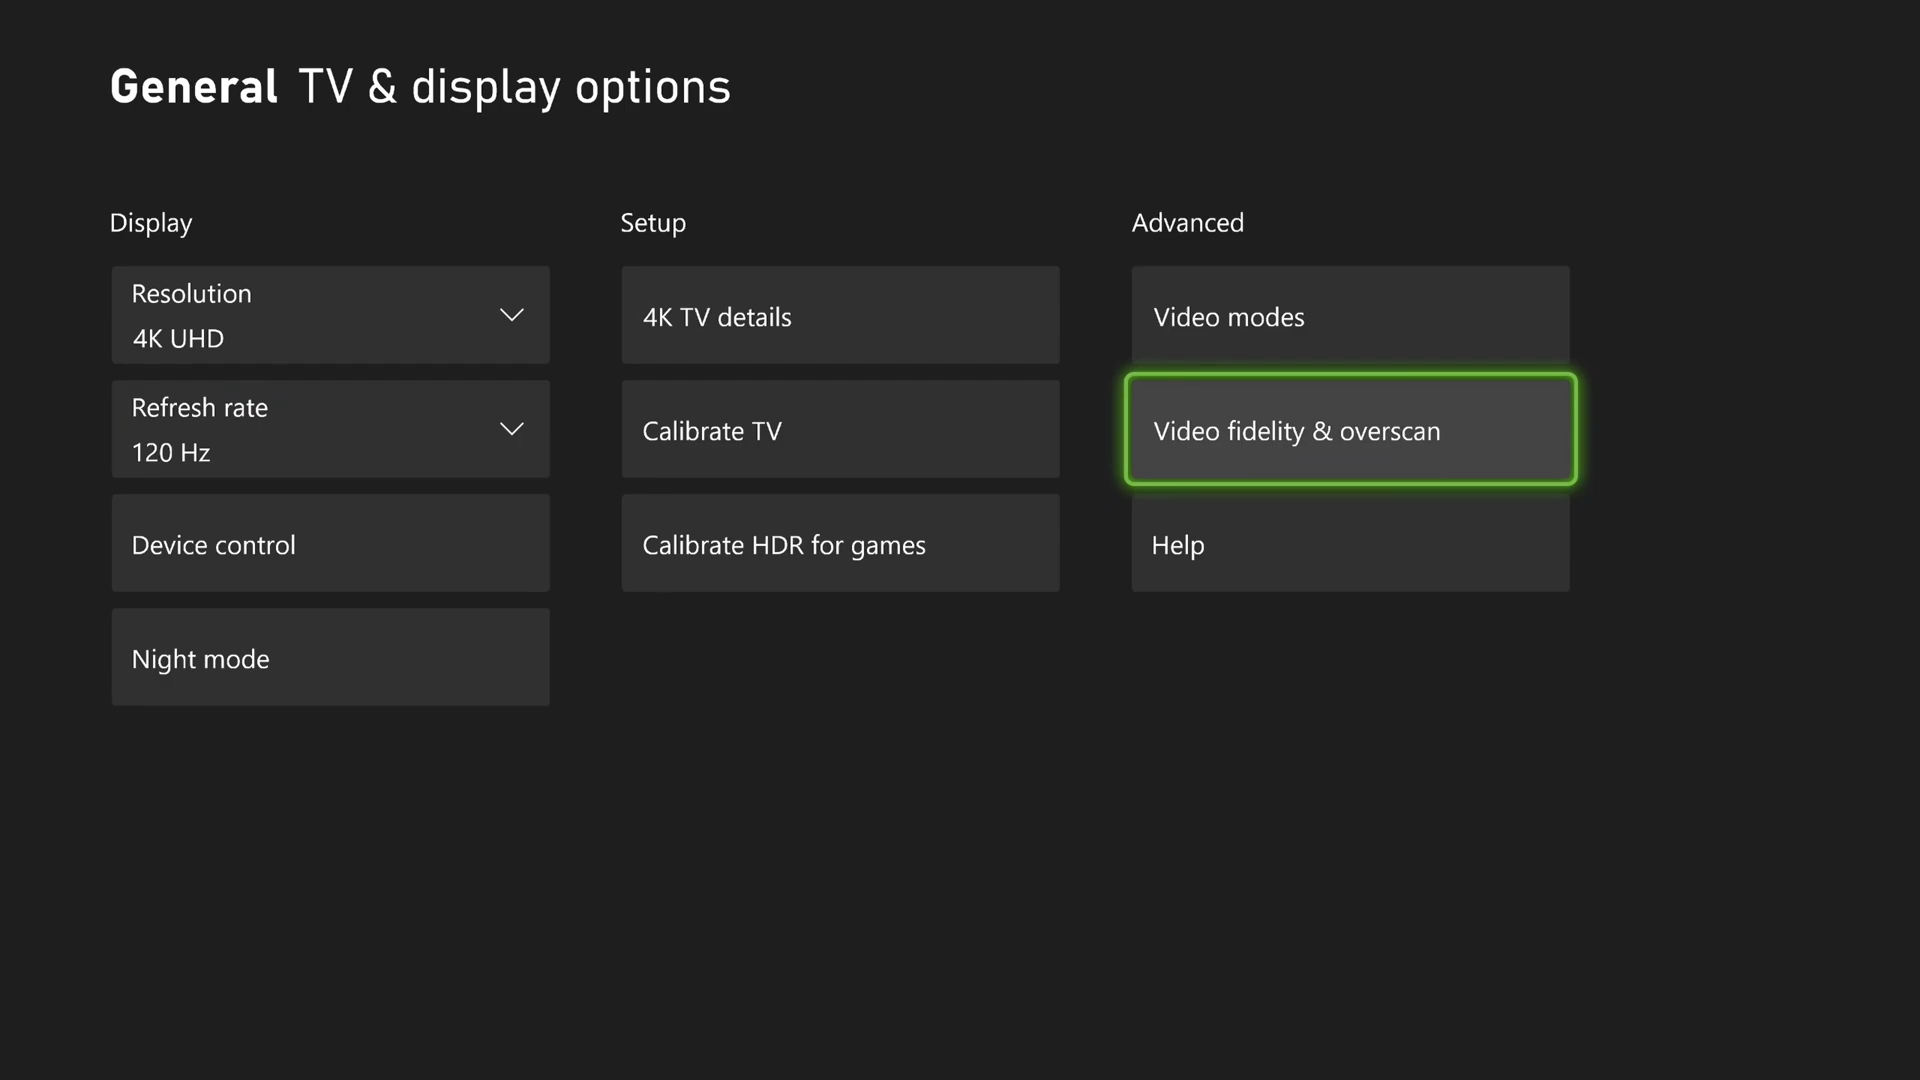 General TV & display options
Display
Resolution
4K UHD
Refresh rate
120 Hz
Device control
Night mode
Setup
4K TV details
Calibrate TV
Calibrate HDR for games
Advanced
Video modes
Video fidelity & overscan
Help